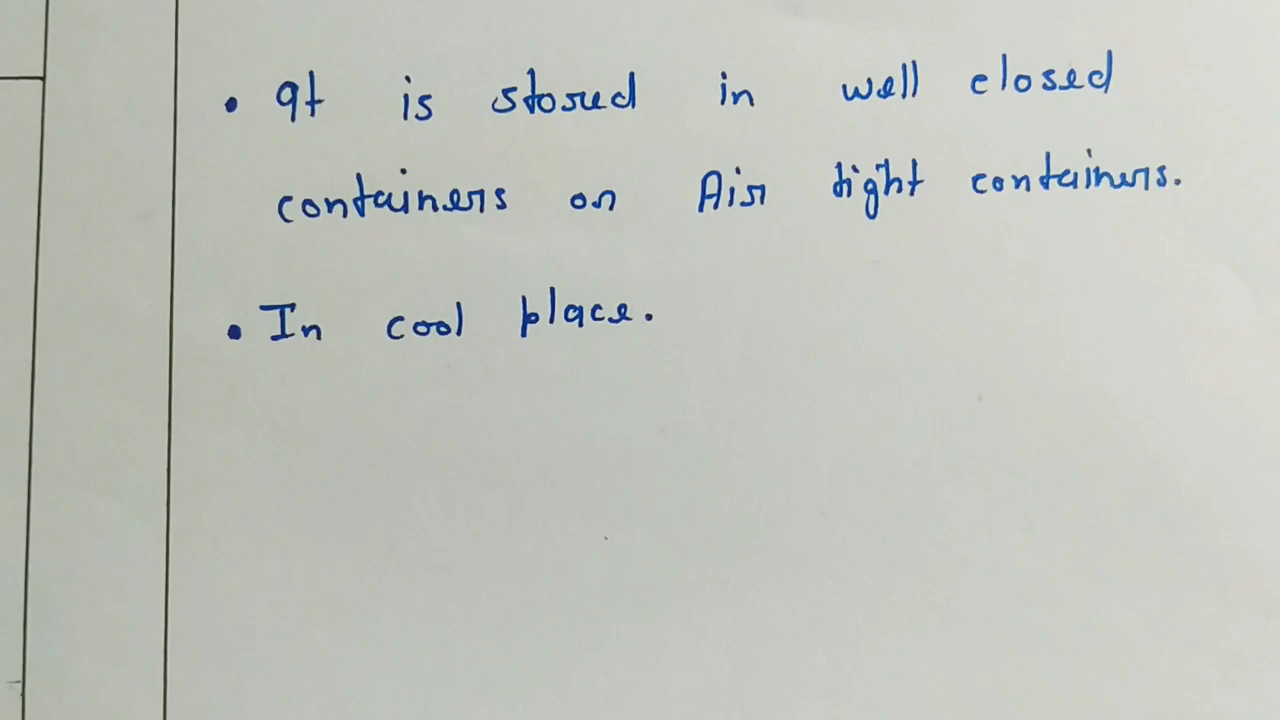 • It is stored in well closed
containers or Air tight containers.
• In cool place.